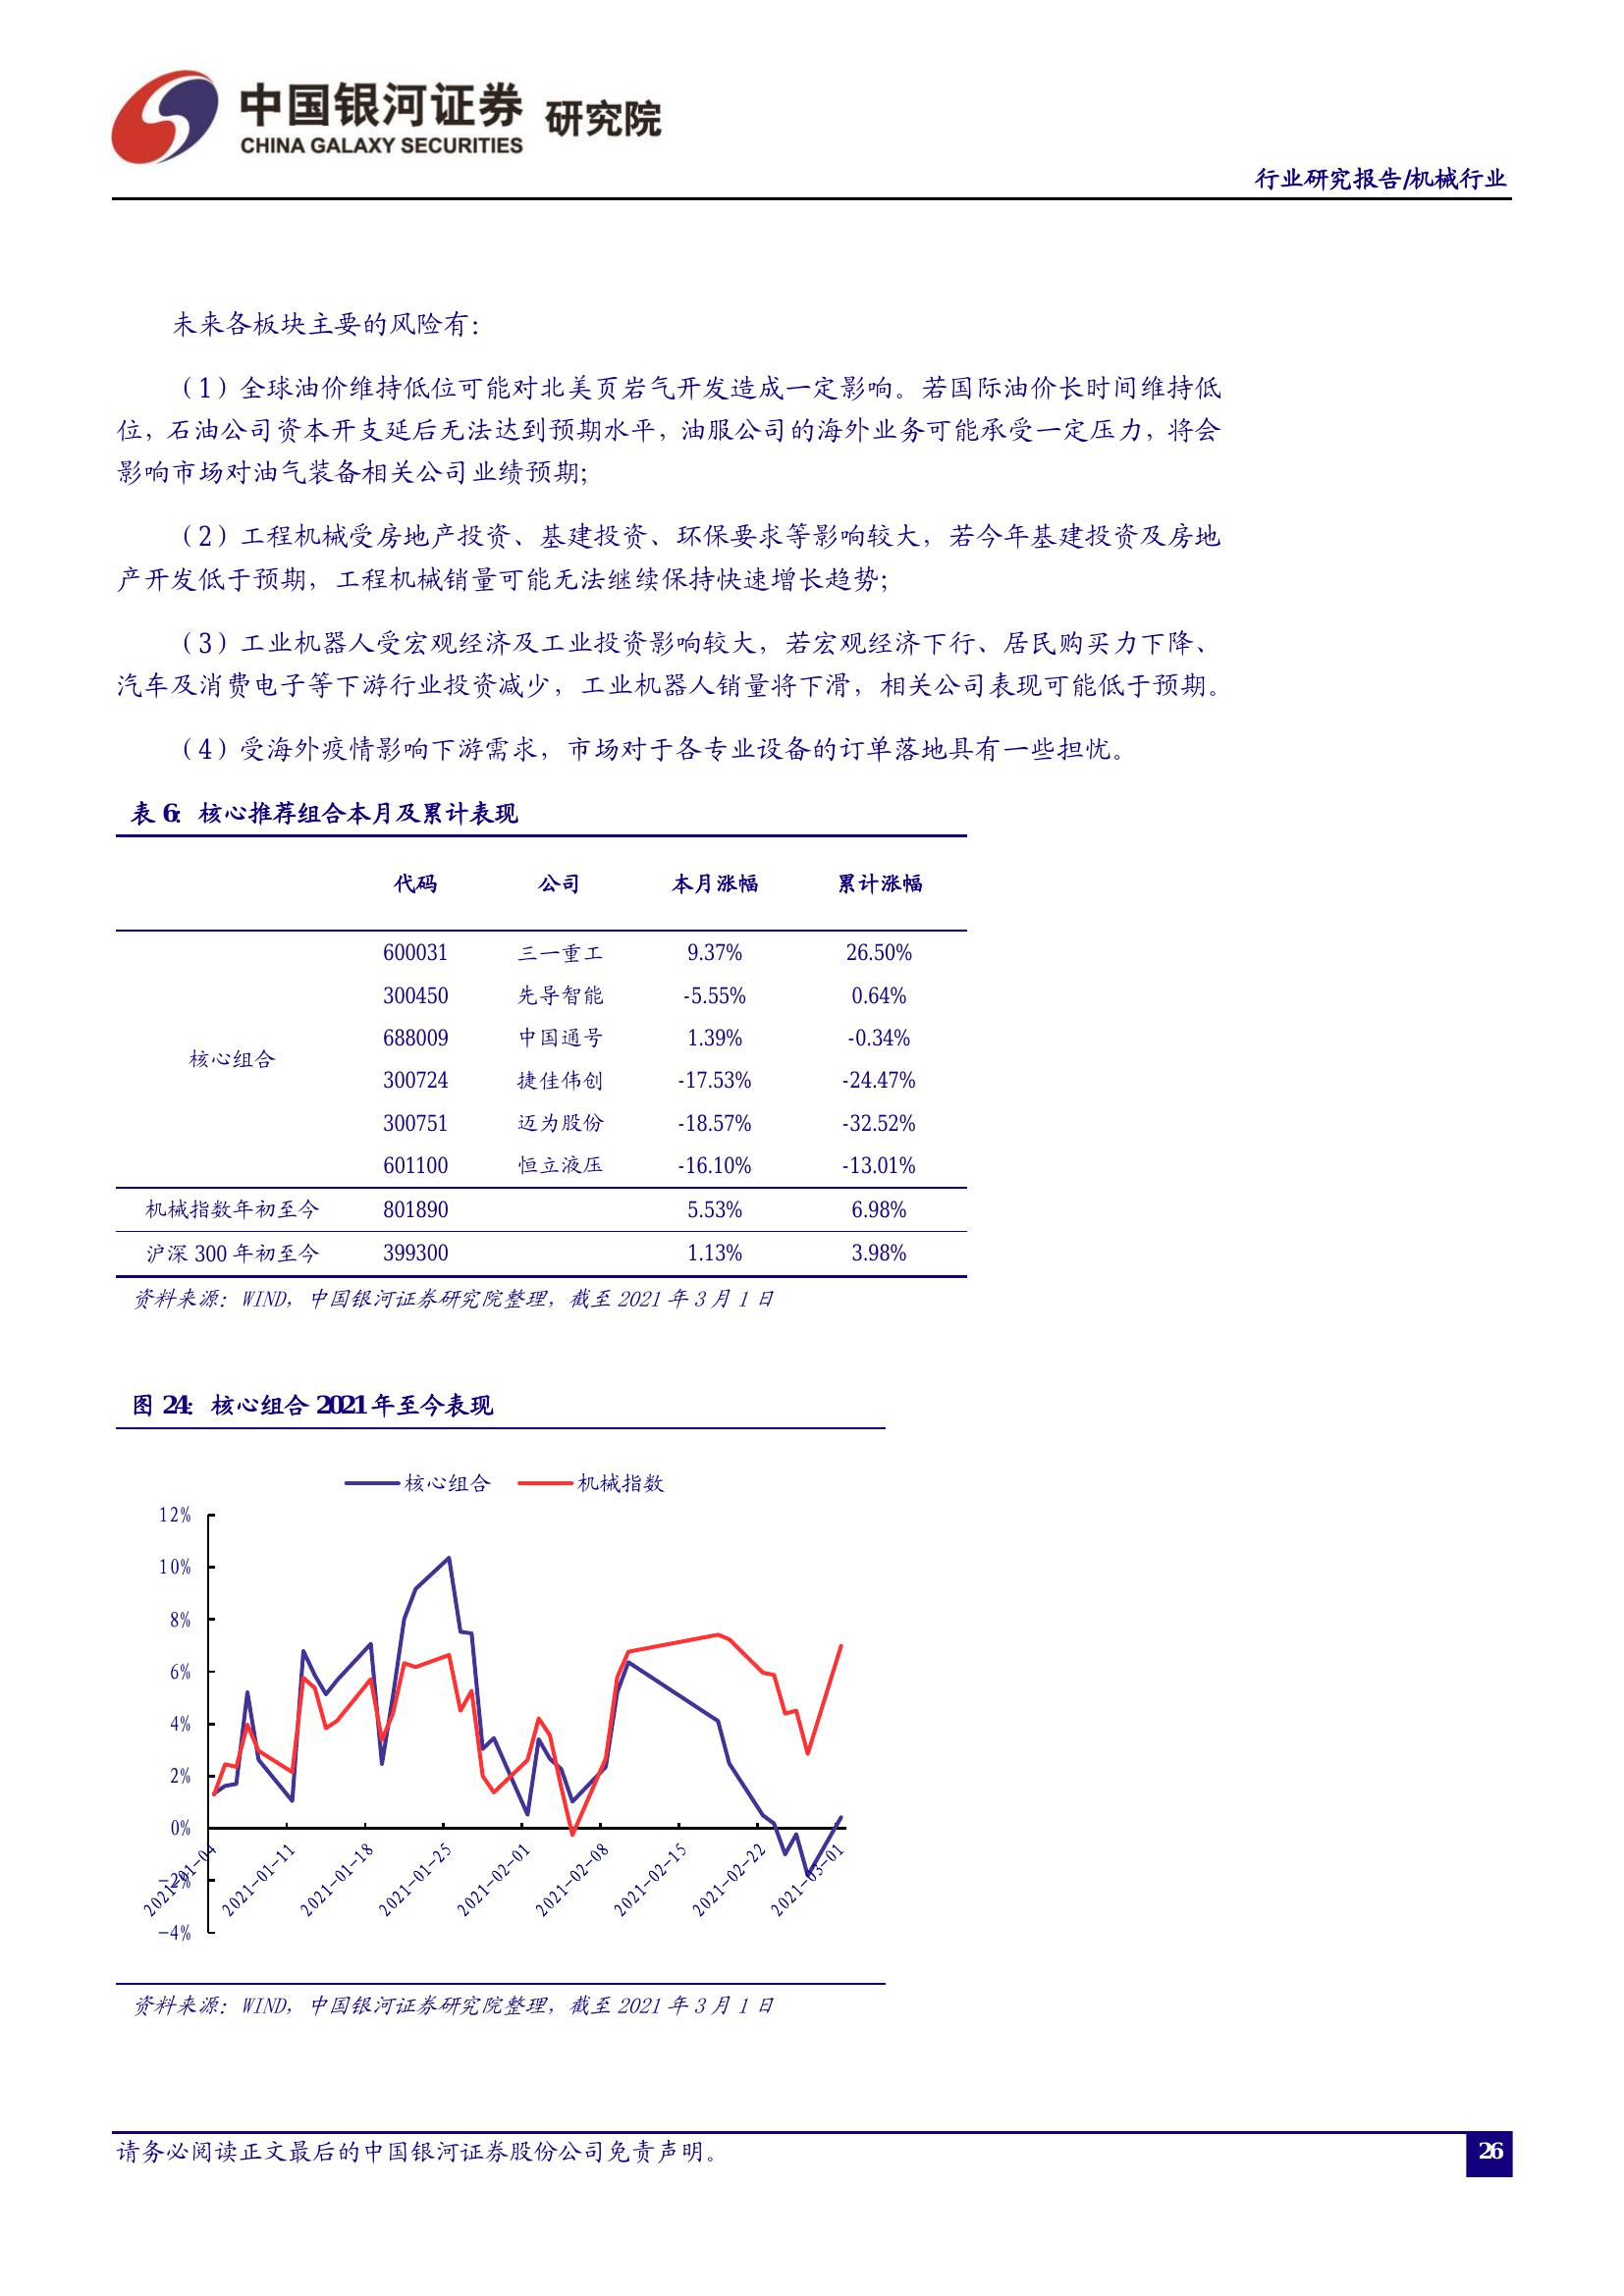 中国银河证券 研究院
CHINA GALAXY SECURITIES
行业研究报告/机械行业
未来各板块主要的风险有：
（1）全球油价维持低位可能对北美页岩气开发造成一定影响。若国际油价长时间维持低
位，石油公司资本开支延后无法达到预期水平，油服公司的海外业务可能承受一定压力，将会
影响市场对油气装备相关公司业绩预期；
（2）工程机械受房地产投资、基建投资、环保要求等影响较大，若今年基建投资及房地
产开发低于预期，工程机械销量可能无法继续保持快速增长趋势；
（3）工业机器人受宏观经济及工业投资影响较大，若宏观经济下行、居民购买力下降、
汽车及消费电子等下游行业投资减少，工业机器人销量将下滑，相关公司表现可能低于预期。
（4）受海外疫情影响下游需求，市场对于各专业设备的订单落地具有一些担忧。
表 6：核心推荐组合本月及累计表现
代码 公司 本月涨幅 累计涨幅
600031 三一重工 9.37% 26.50%
300450 先导智能 -5.55% 0.64%
688009 中国通号 1.39% -0.34%
核心组合
300724 捷佳伟创 -17.53% -24.47%
300751 迈为股份 -18.57% -32.52%
601100 恒立液压 -16.10% -13.01%
机械指数年初至今 801890 5.53% 6.98%
沪深 300 年初至今 399300 1.13% 3.98%
资料来源：WIND，中国银河证券研究院整理，截至 2021 年 3 月 1 日
图 24：核心组合 2021 年至今表现
核心组合 机械指数
12%
10%
8%
6%
4%
2%
0%
-2%
-4%
2021-01-04 2021-01-11 2021-01-18 2021-01-25 2021-02-01 2021-02-08 2021-02-15 2021-02-22 2021-03-01
资料来源：WIND，中国银河证券研究院整理，截至 2021 年 3 月 1 日
请务必阅读正文最后的中国银河证券股份公司免责声明。
26